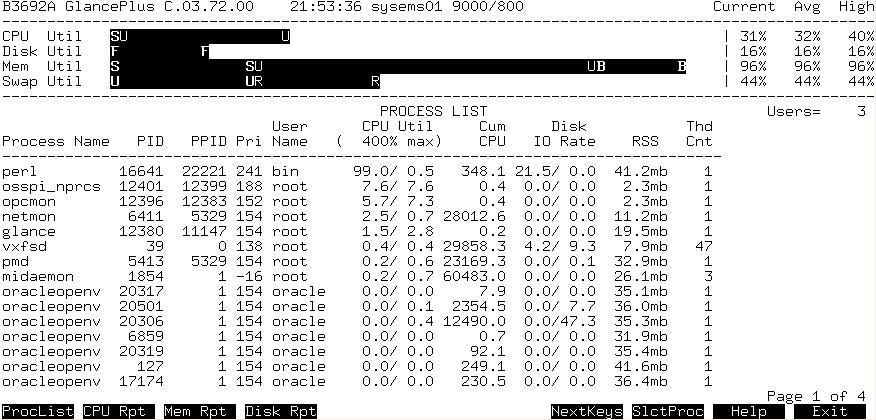 B3692A GlancePlus C.03.72.00 21:53:36 sysems01 9000/800 Current Avg High
CPU Util SU U | 31% 32% 40%
Disk Util F F | 16% 16% 16%
Mem Util S SU UB B | 96% 96% 96%
Swap Util U UR R | 44% 44% 44%
PROCESS LIST Users= 3
User CPU Util Cum Disk Thd
Process Name PID PPID Pri Name ( 400% max) CPU IO Rate RSS Cnt
perl 16641 22221 241 bin 99.0/ 0.5 348.1 21.5/ 0.0 41.2mb 1
osspi_nprcs 12401 12399 188 root 7.6/ 7.6 0.4 0.0/ 0.0 2.3mb 1
opcmon 12396 12383 152 root 5.7/ 7.3 0.4 0.0/ 0.0 2.3mb 1
netmon 6411 5329 154 root 2.5/ 0.7 28012.6 0.0/ 0.0 11.2mb 1
glance 12380 11147 154 root 1.5/ 2.8 0.2 0.0/ 0.0 19.5mb 1
vxfsd 39 0 138 root 0.4/ 0.4 29858.3 4.2/ 9.3 7.9mb 47
pmd 5413 5329 154 root 0.2/ 0.6 23169.3 0.0/ 0.1 32.9mb 1
midaemon 1854 1 -16 root 0.2/ 0.7 60483.0 0.0/ 0.0 26.1mb 3
oracleopenv 20317 1 154 oracle 0.0/ 0.0 7.9 0.0/ 0.0 35.1mb 1
oracleopenv 20501 1 154 oracle 0.0/ 0.1 2354.5 0.0/ 7.7 36.0mb 1
oracleopenv 20306 1 154 oracle 0.0/ 0.4 12490.0 0.0/47.3 35.3mb 1
oracleopenv 6859 1 154 oracle 0.0/ 0.0 0.7 0.0/ 0.0 31.9mb 1
oracleopenv 20319 1 154 oracle 0.0/ 0.0 92.1 0.0/ 0.0 35.4mb 1
oracleopenv 127 1 154 oracle 0.0/ 0.0 249.1 0.0/ 0.0 41.6mb 1
oracleopenv 17174 1 154 oracle 0.0/ 0.0 230.5 0.0/ 0.0 36.4mb 1
Page 1 of 4
ProcList CPU Rpt Mem Rpt Disk Rpt NextKeys SlctProc Help Exit